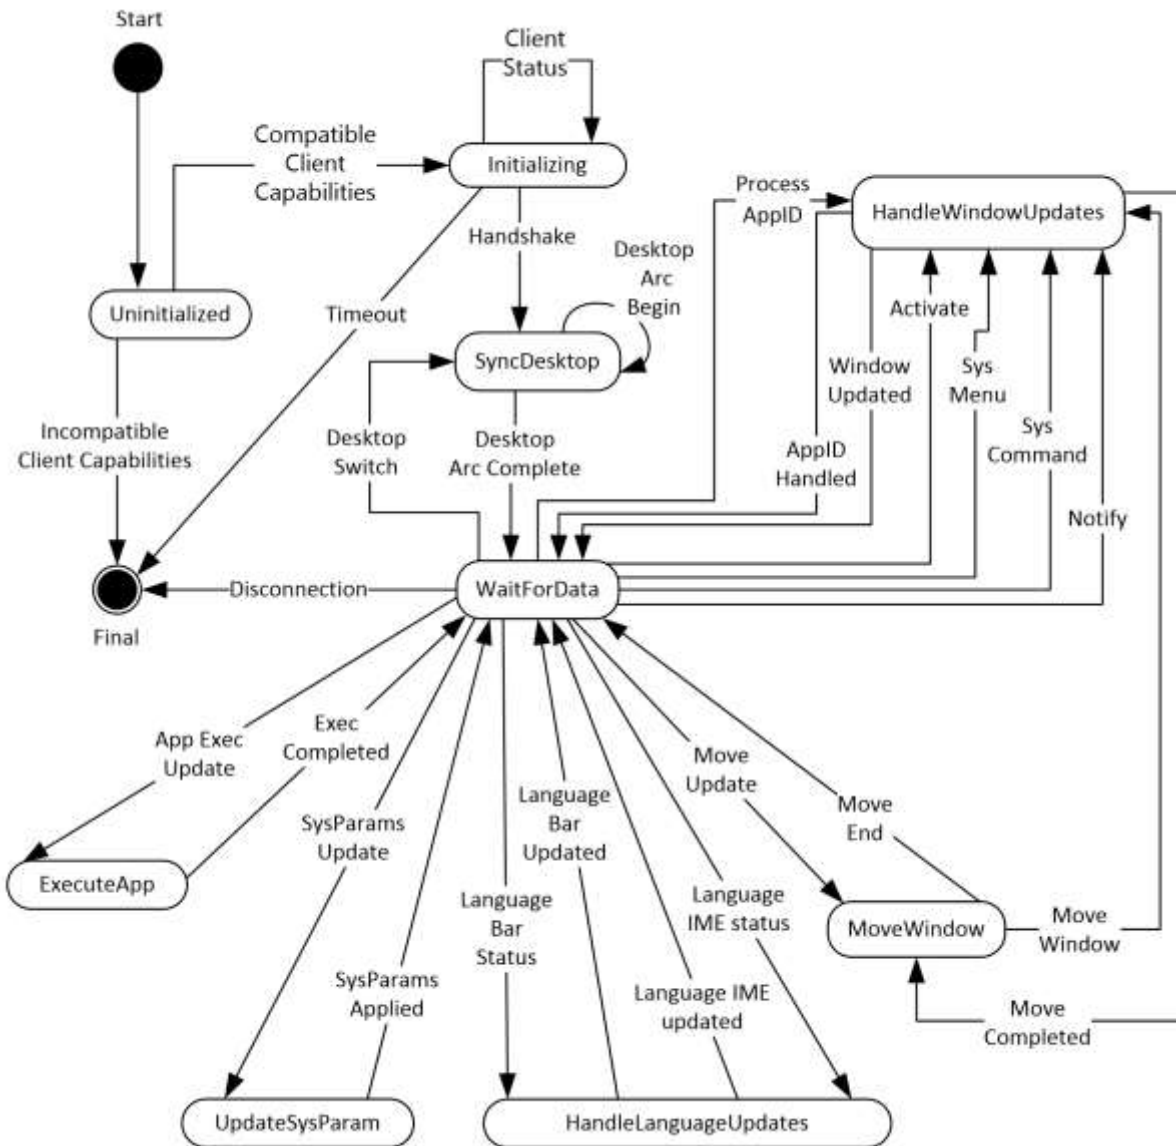 Start
Client
Status
Compatible
Client
Capabilities
Initializing
Process
AppID
HandleWindowUpdates
Handshake
Desktop
Arc
Begin
Uninitialized
Timeout
Activate
SyncDesktop
Window
Updated
Sys
Menu
Incompatible
Client Capabilities
Desktop
Switch
Desktop
Arc Complete
AppID
Handled
Sys
Command
Notify
Disconnection
WaitForData
Final
App Exec
Update
Exec
Completed
Move
Update
Language
Bar
Updated
Move
End
SysParams
Update
ExecuteApp
Language
Bar
Status
Language
IME status
MoveWindow
Move
Window
SysParams
Applied
Language IME
updated
Move
Completed
UpdateSysParam
HandleLanguageUpdates